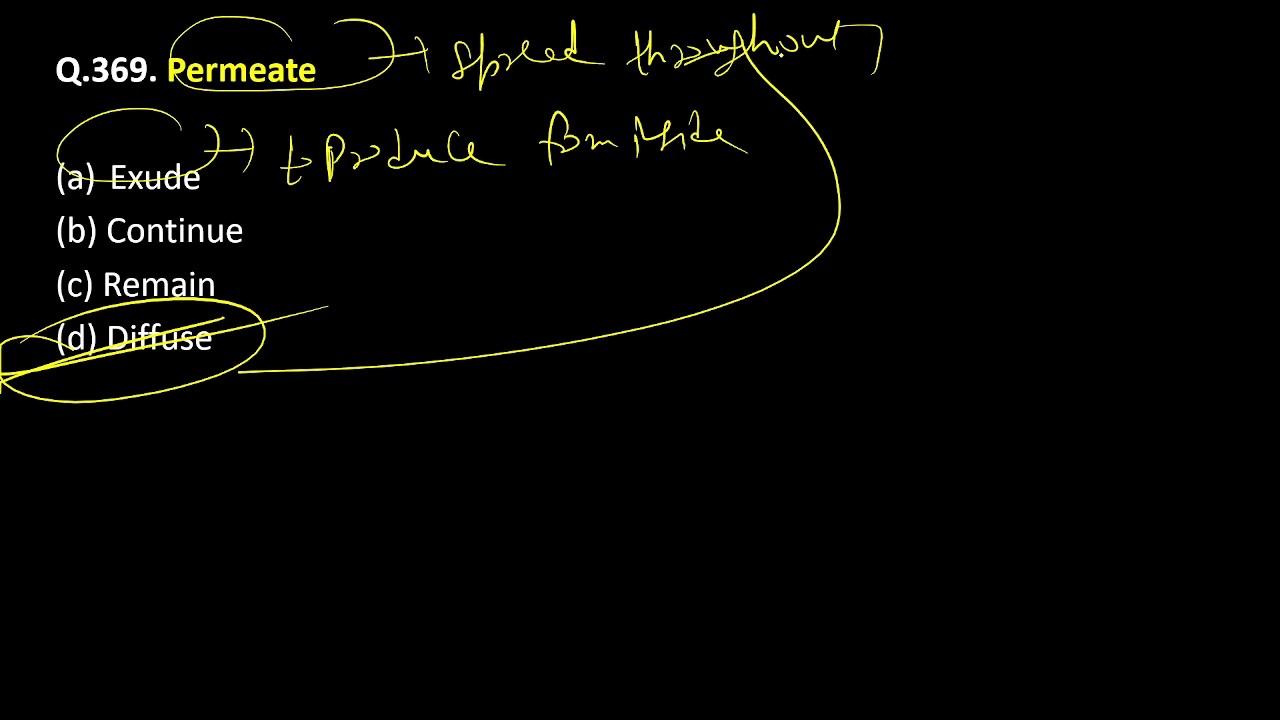 Q.369. Permeate → spread throughout
→ to produce from inside
(a) Exude
(b) Continue
(c) Remain
(d) Diffuse